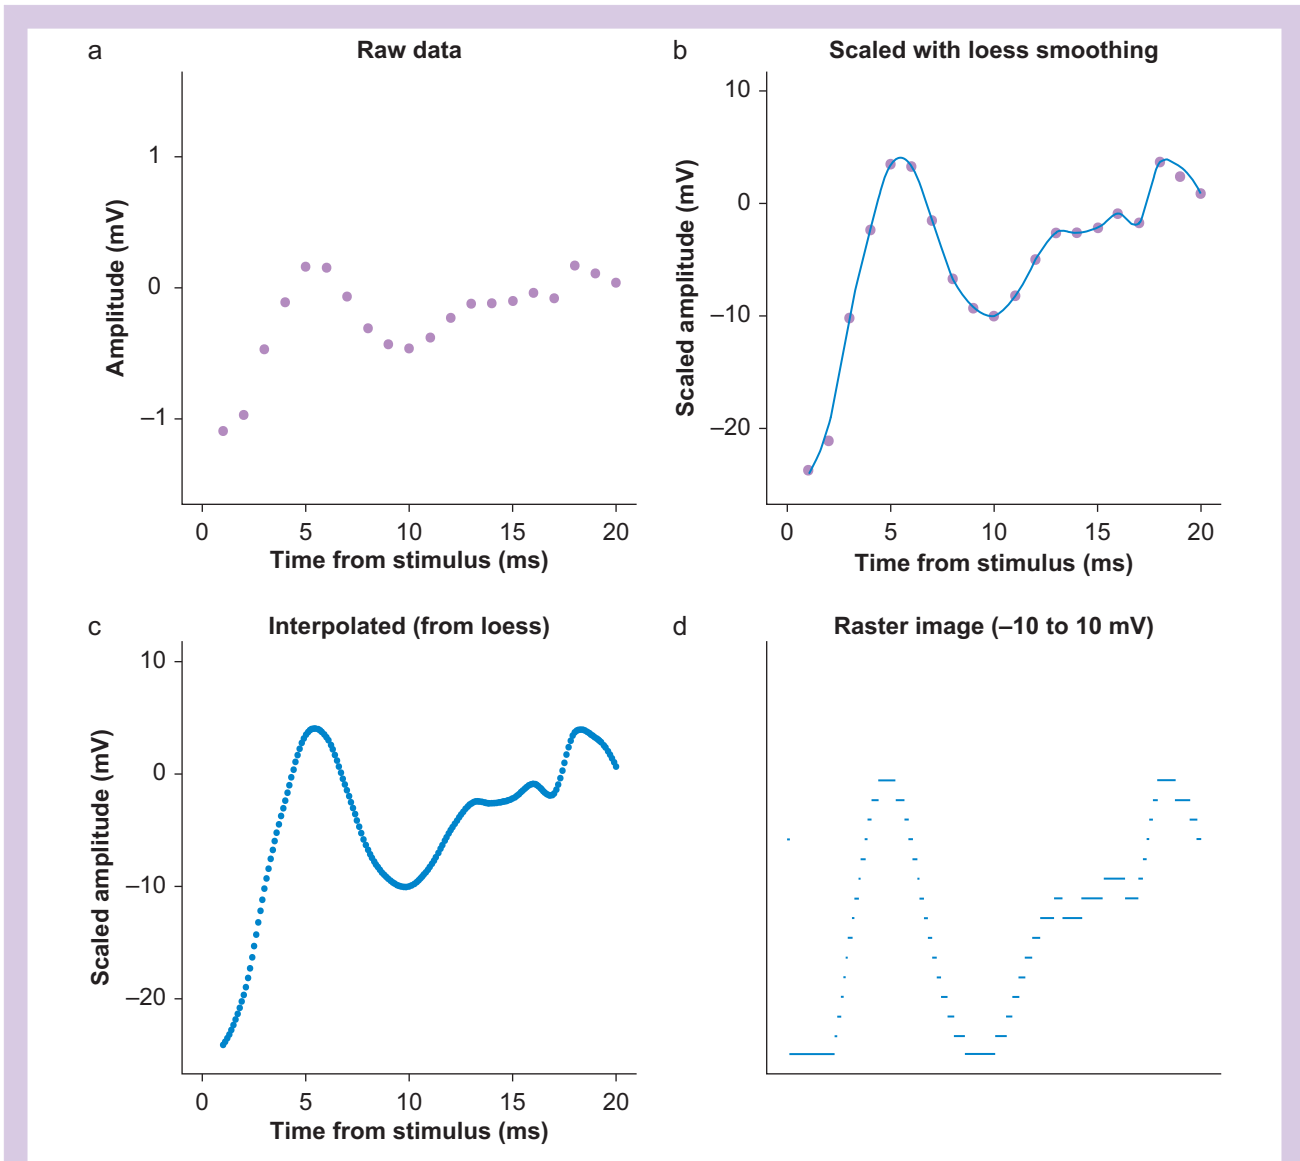 a
Raw data
1
0
–1
Amplitude (mV)
0 5 10 15 20
Time from stimulus (ms)
b
Scaled with loess smoothing
10
0
–10
–20
Scaled amplitude (mV)
0 5 10 15 20
Time from stimulus (ms)
c
Interpolated (from loess)
10
0
–10
–20
Scaled amplitude (mV)
0 5 10 15 20
Time from stimulus (ms)
d
Raster image (–10 to 10 mV)